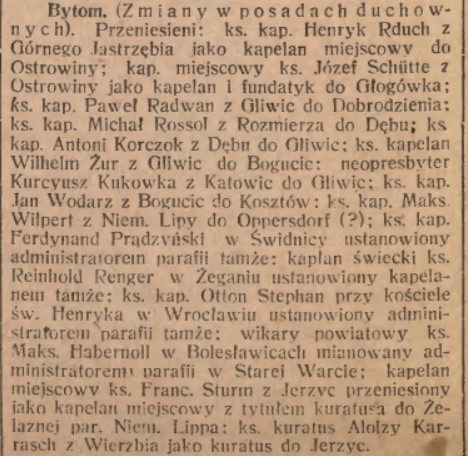 Bytom. (Zmiany w posadach duchow-
nych). Przeniesieni: ks. kap. Henryk Rduch z
Górnego Jastrzębia jako kapelan miejscowy do
Ostrowiny; kap. miejscowy ks. Józef Schütte z
Ostrowiny jako kapelan i fundatyk do Głogówka;
ks. kap. Paweł Radwan z Gliwic do Dobrodzienia;
ks. kap. Michał Rossol z Rozmierza do Dębu; ks.
kap. Antoni Korczok z Dębu do Gliwic; ks. kapelan
Wilhelm Żur z Gliwic do Bogucic: neopresbyter
Kurcyusz Kukowka z Katowic do Gliwic; ks. kap.
Jan Wodarz z Bogucic do Kosztów: ks. kap. Maks.
Wilpert z Niem. Lipy do Oppersdorf (?); ks. kap.
Ferdynand Prądzyński w Świdnicy ustanowiony
administratorem parafii tamże: kapłan świecki ks.
Reinhold Renger w Żeganiu ustanowiony kapela-
nem tamże; ks. kap. Otton Stephan przy kościele
św. Henryka w Wrocławiu ustanowiony admini-
stratorem parafii tamże: wikary powiatowy ks.
Maks. Habernoll w Bolesławicach mianowany ad-
ministratorem parafii w Starej Warcie; kapelan
miejscowy ks. Franc. Sturm z Jerzyc przeniesiony
jako kapelan miejscowy z tytułem kuratusa do Że-
laznej par. Niem. Lippa; ks. kuratus Alojzy Kar-
rasch z Wierzbia jako kuratus do Jerzyc.